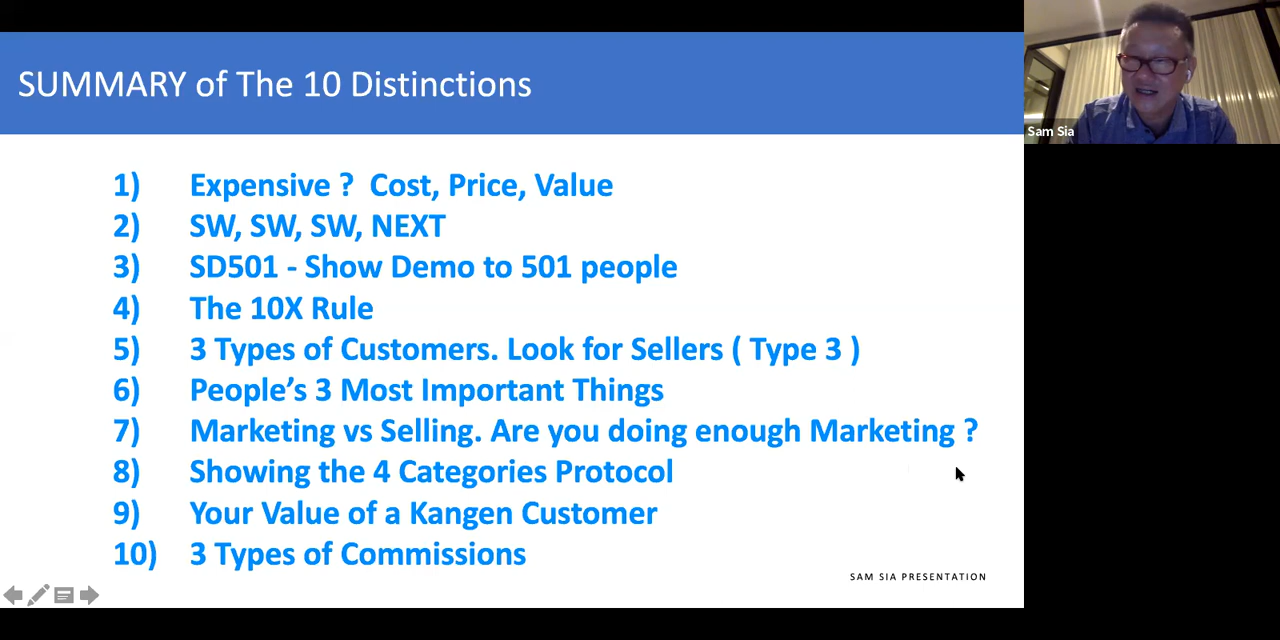 SUMMARY of The 10 Distinctions
Sam Sia
1) Expensive ? Cost, Price, Value
2) SW, SW, SW, NEXT
3) SD501 - Show Demo to 501 people
4) The 10X Rule
5) 3 Types of Customers. Look for Sellers ( Type 3 )
6) People’s 3 Most Important Things
7) Marketing vs Selling. Are you doing enough Marketing ?
8) Showing the 4 Categories Protocol
9) Your Value of a Kangen Customer
10) 3 Types of Commissions
SAM SIA PRESENTATION